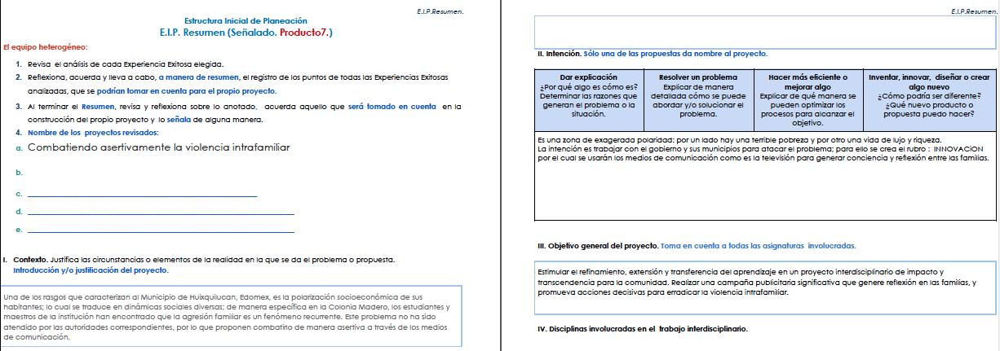 E.I.P.Resumen.
Estructura Inicial de Planeación
E.I.P. Resumen (Señalado. Producto7.)
El equipo heterogéneo:
1. Revisa el análisis de cada Experiencia Exitosa elegida.
2. Reflexiona, acuerda y lleva a cabo, a manera de resumen, el registro de los puntos de todas las Experiencias Exitosas
analizadas, que se podrían tomar en cuenta para el propio proyecto.
3. Al terminar el Resumen, revisa y reflexiona sobre lo anotado, acuerda aquello que será tomado en cuenta en la
construcción del propio proyecto y lo señala de alguna manera.
4. Nombre de los proyectos revisados:
a. Combatiendo asertivamente la violencia intrafamiliar
b.
c.
d.
e.
I. Contexto. Justifica las circunstancias o elementos de la realidad en la que se da el problema o propuesta.
Introducción y/o justificación del proyecto.
Una de los rasgos que caracterizan al Municipio de Huixquilucan, Edomex, es la polarización socioeconómica de sus
habitantes; lo cual se traduce en dinámicas sociales diversas; de manera específica en la Colonia Madero, los estudiantes y
maestros de la institución han encontrado que la agresión familiar es un fenómeno recurrente. Este problema no ha sido
atendido por las autoridades correspondientes, por lo que proponen combatirlo de manera asertiva a través de los medios
de comunicación.
E.I.P.Resumen.
II. Intención. Sólo una de las propuestas da nombre al proyecto.
Dar explicación
¿Por qué algo es cómo es?
Determinar las razones que
generan el problema o la
situación.
Resolver un problema
Explicar de manera
detallada cómo se puede
abordar y/o solucionar el
problema.
Hacer más eficiente o
mejorar algo
Explicar de qué manera se
pueden optimizar los
procesos para alcanzar el
objetivo.
Inventar, innovar, diseñar o crear
algo nuevo
¿Cómo podría ser diferente?
¿Qué nuevo producto o
propuesta puedo hacer?
Es una zona de exagerada polaridad: por un lado hay una terrible pobreza y por otro una vida de lujo y riqueza.
La intención es trabajar con el gobierno y sus municipios para atacar el problema; para ello se crea el rubro : INNOVACION
por el cual se usarán los medios de comunicación como es la televisión para generar conciencia y reflexión entre las familias.
III. Objetivo general del proyecto. Toma en cuenta a todas las asignaturas involucradas.
Estimular el refinamiento, extensión y transferencia del aprendizaje en un proyecto interdisciplinario de impacto y
transcendencia para la comunidad. Realizar una campaña publicitaria significativa que genere reflexión en las familias, y
promueva acciones decisivas para erradicar la violencia intrafamiliar.
IV. Disciplinas involucradas en el trabajo interdisciplinario.